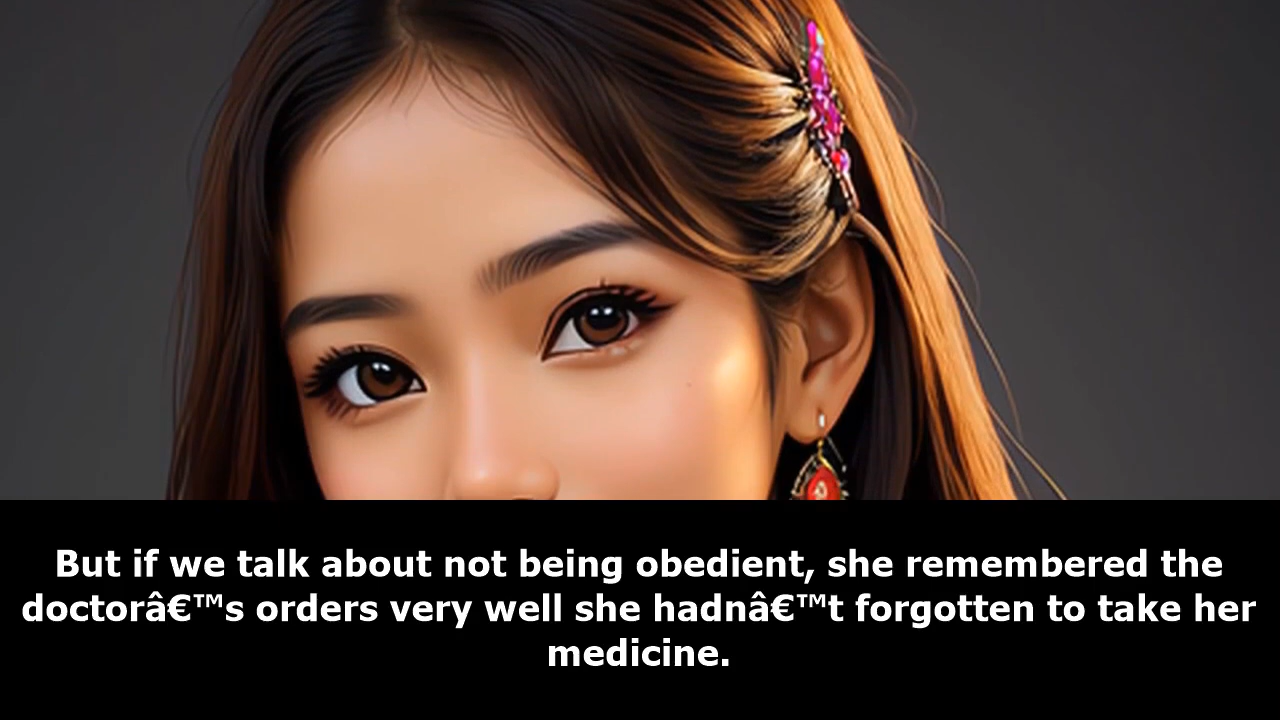 But if we talk about not being obedient, she remembered the
doctorâ€™s orders very well she hadnâ€™t forgotten to take her
medicine.